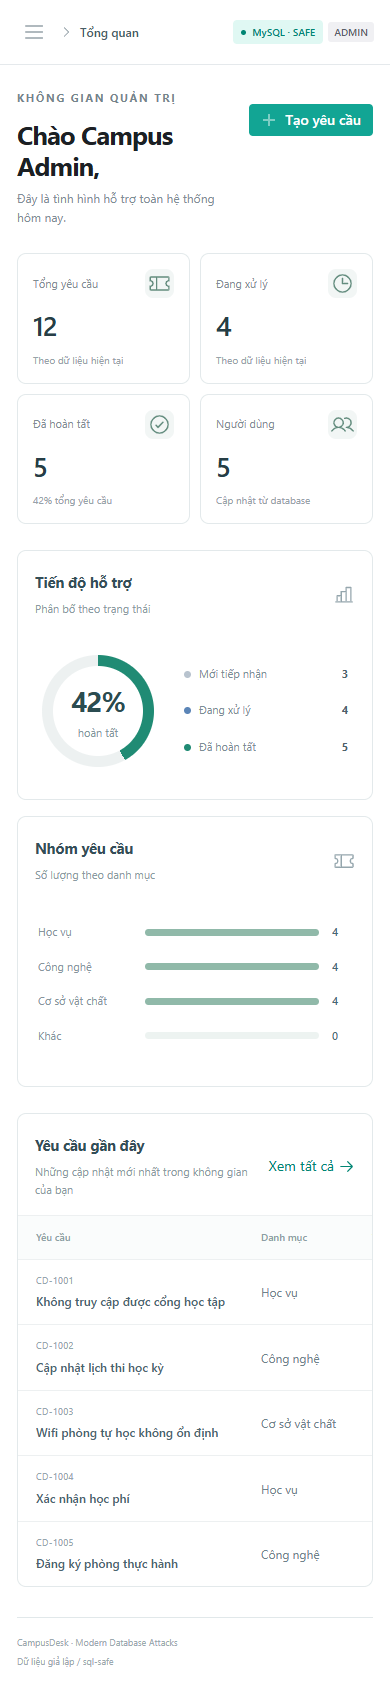 Tổng quan
MySQL · SAFE
ADMIN
KHÔNG GIAN QUẢN TRỊ
Chào Campus
Admin,
Tạo yêu cầu
Đây là tình hình hỗ trợ toàn hệ thống
hôm nay.
Tổng yêu cầu
12
Theo dữ liệu hiện tại
Đang xử lý
4
Theo dữ liệu hiện tại
Đã hoàn tất
5
42% tổng yêu cầu
Người dùng
5
Cập nhật từ database
Tiến độ hỗ trợ
Phân bố theo trạng thái
42%
hoàn tất
Mới tiếp nhận 3
Đang xử lý 4
Đã hoàn tất 5
Nhóm yêu cầu
Số lượng theo danh mục
Học vụ 4
Công nghệ 4
Cơ sở vật chất 4
Khác 0
Yêu cầu gần đây
Những cập nhật mới nhất trong không gian
của bạn
Xem tất cả →
Yêu cầu Danh mục
CD-1001
Không truy cập được cổng học tập Học vụ
CD-1002
Cập nhật lịch thi học kỳ Công nghệ
CD-1003
Wifi phòng tự học không ổn định Cơ sở vật chất
CD-1004
Xác nhận học phí Học vụ
CD-1005
Đăng ký phòng thực hành Công nghệ
CampusDesk · Modern Database Attacks
Dữ liệu giả lập / sql-safe